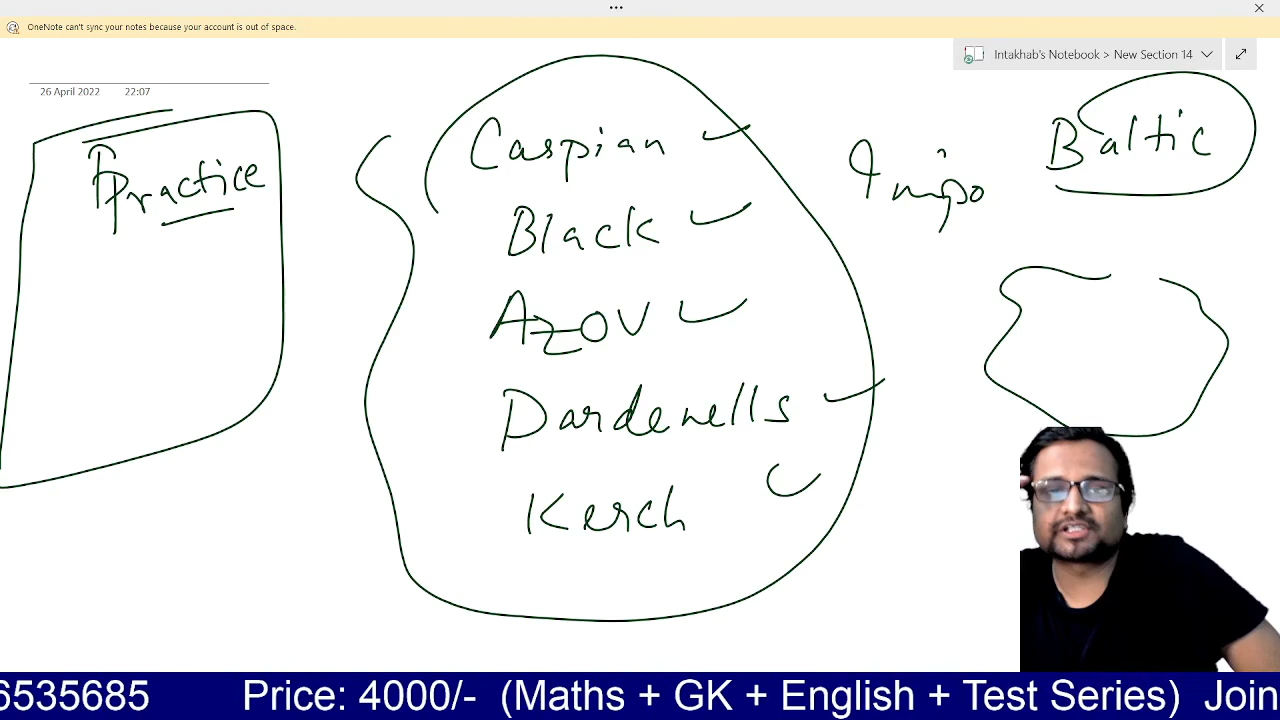 ...
OneNote can't sync your notes because your account is out of space.
Intakhab's Notebook > New Section 14
26 April 2022 22:07
Practice
Caspian
Black
Azov
Dardenells
Kerch
Impo
Baltic
6535685 Price: 4000/- (Maths + GK + English + Test Series) Join